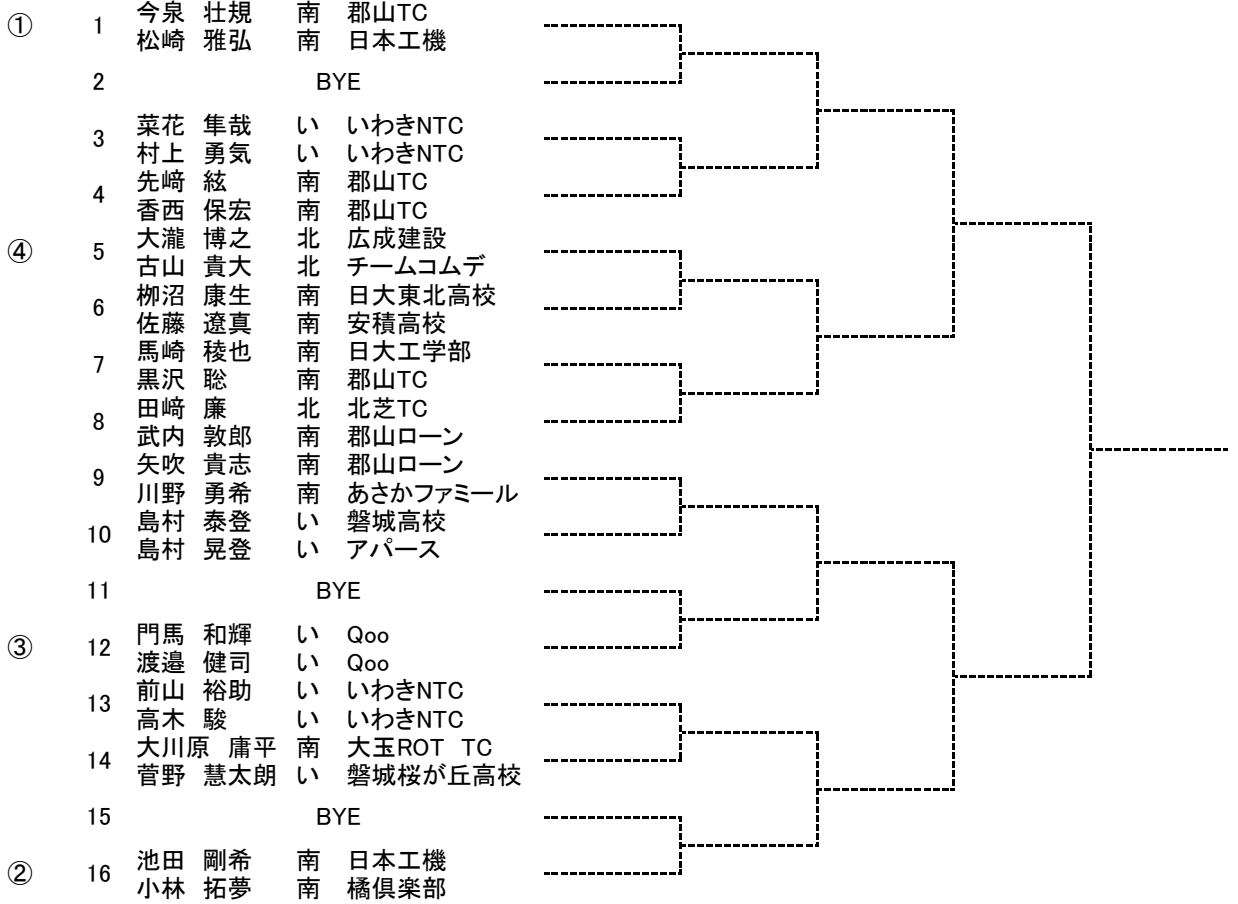 ① 1 今泉 壮規 南 郡山TC
松崎 雅弘 南 日本工機
2 BYE
3 菜花 隼哉 い いわきNTC
村上 勇気 い いわきNTC
4 先﨑 絃 南 郡山TC
香西 保宏 南 郡山TC
④ 5 大瀧 博之 北 広成建設
古山 貴大 北 チームコムデ
6 栁沼 康生 南 日大東北高校
佐藤 遼真 南 安積高校
7 馬崎 稜也 南 日大工学部
黒沢 聡 南 郡山TC
8 田﨑 廉 北 北芝TC
武内 敦郎 南 郡山ローン
9 矢吹 貴志 南 郡山ローン
川野 勇希 南 あさかファミール
10 島村 泰登 い 磐城高校
島村 晃登 い アパース
11 BYE
③ 12 門馬 和輝 い Qoo
渡邉 健司 い Qoo
13 前山 裕助 い いわきNTC
高木 駿 い いわきNTC
14 大川原 庸平 南 大玉ROT TC
菅野 慧太朗 い 磐城桜が丘高校
15 BYE
② 16 池田 剛希 南 日本工機
小林 拓夢 南 橘倶楽部